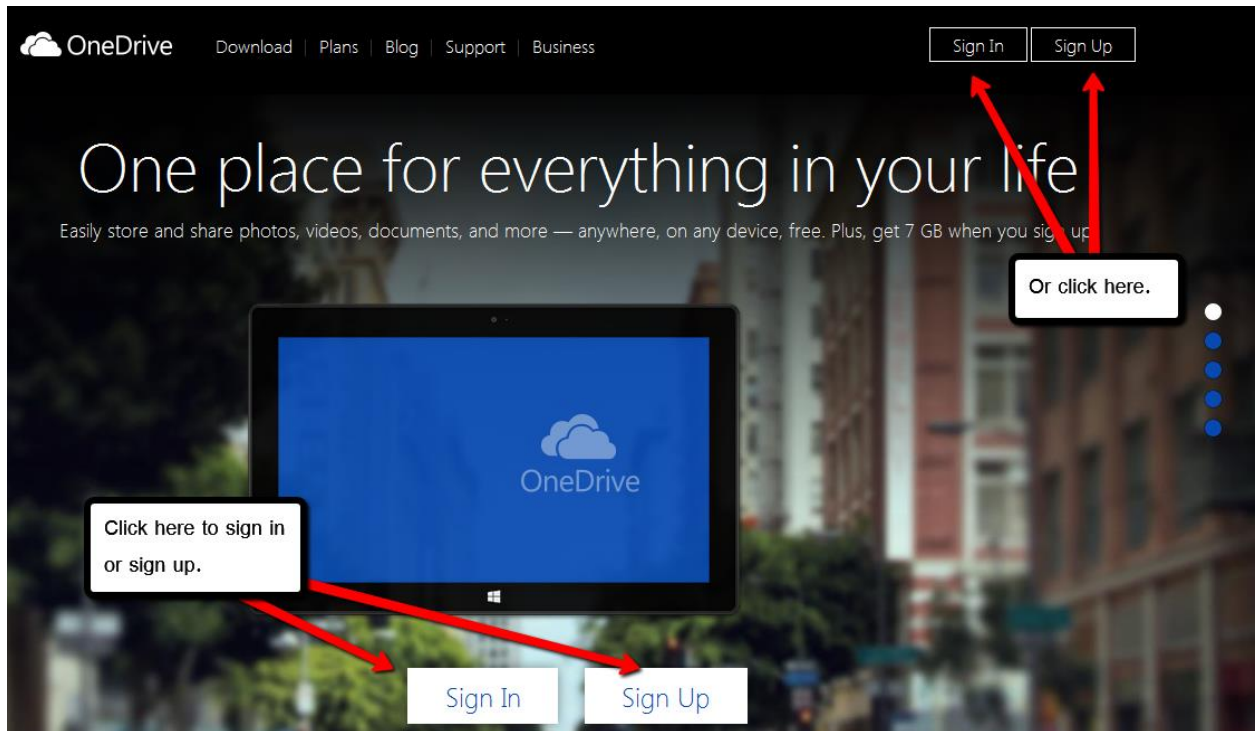 OneDrive Download | Plans | Blog | Support | Business Sign In Sign Up
One place for everything in your life
Easily store and share photos, videos, documents, and more — anywhere, on any device, free. Plus, get 7 GB when you sign up
Or click here.
OneDrive
Click here to sign in
or sign up.
Sign In Sign Up